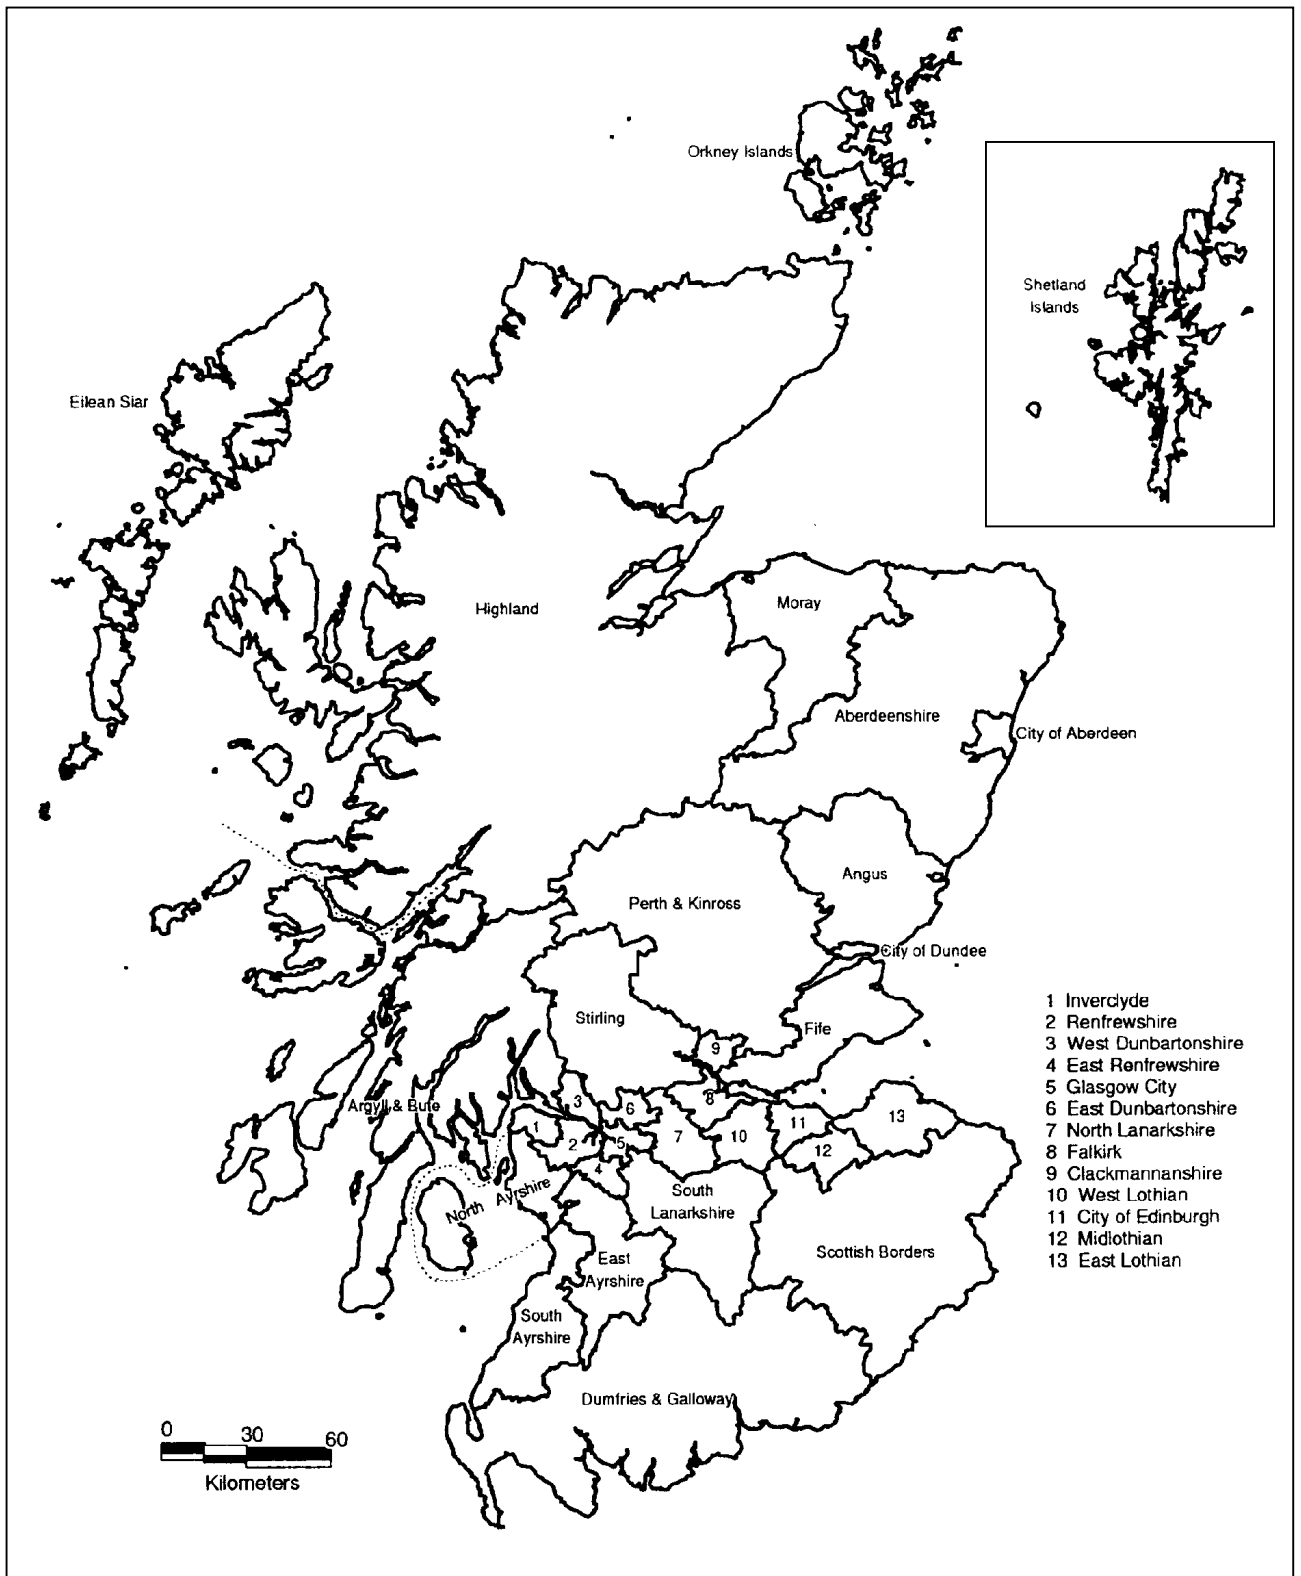 Orkney Islands
Shetland
Islands
Eilean Siar
Highland
Moray
Aberdeenshire
City of Aberdeen
Angus
Perth & Kinross
City of Dundee
Stirling
Fife
9
Argyll & Bute
3
6
8
13
1
2
5
7
10
11
12
4
North Ayrshire
South
Lanarkshire
Scottish Borders
East
Ayrshire
South
Ayrshire
Dumfries & Galloway
1 Inverclyde
2 Renfrewshire
3 West Dunbartonshire
4 East Renfrewshire
5 Glasgow City
6 East Dunbartonshire
7 North Lanarkshire
8 Falkirk
9 Clackmannanshire
10 West Lothian
11 City of Edinburgh
12 Midlothian
13 East Lothian
0 30 60
Kilometers